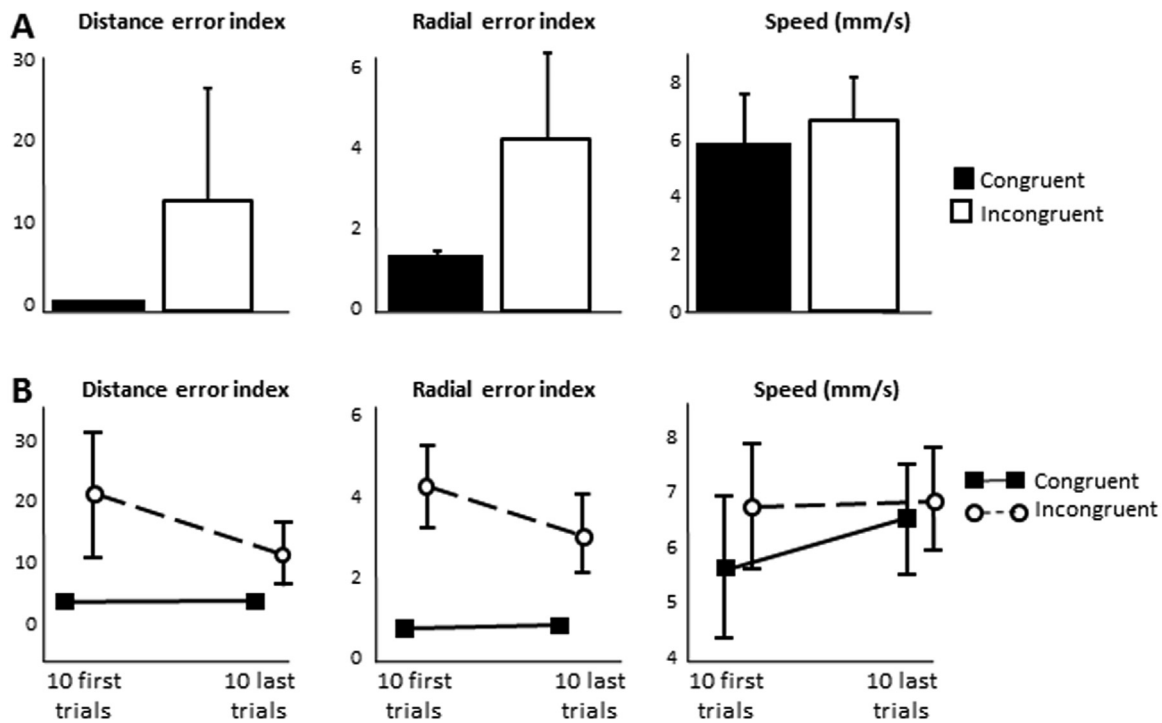 A
Distance error index
30
20
10
0
Radial error index
6
4
2
0
Speed (mm/s)
8
6
4
2
0
Congruent
Incongruent
B
Distance error index
30
20
10
0
10 first
trials
10 last
trials
Radial error index
6
4
2
0
10 first
trials
10 last
trials
Speed (mm/s)
8
7
6
5
4
10 first
trials
10 last
trials
Congruent
Incongruent